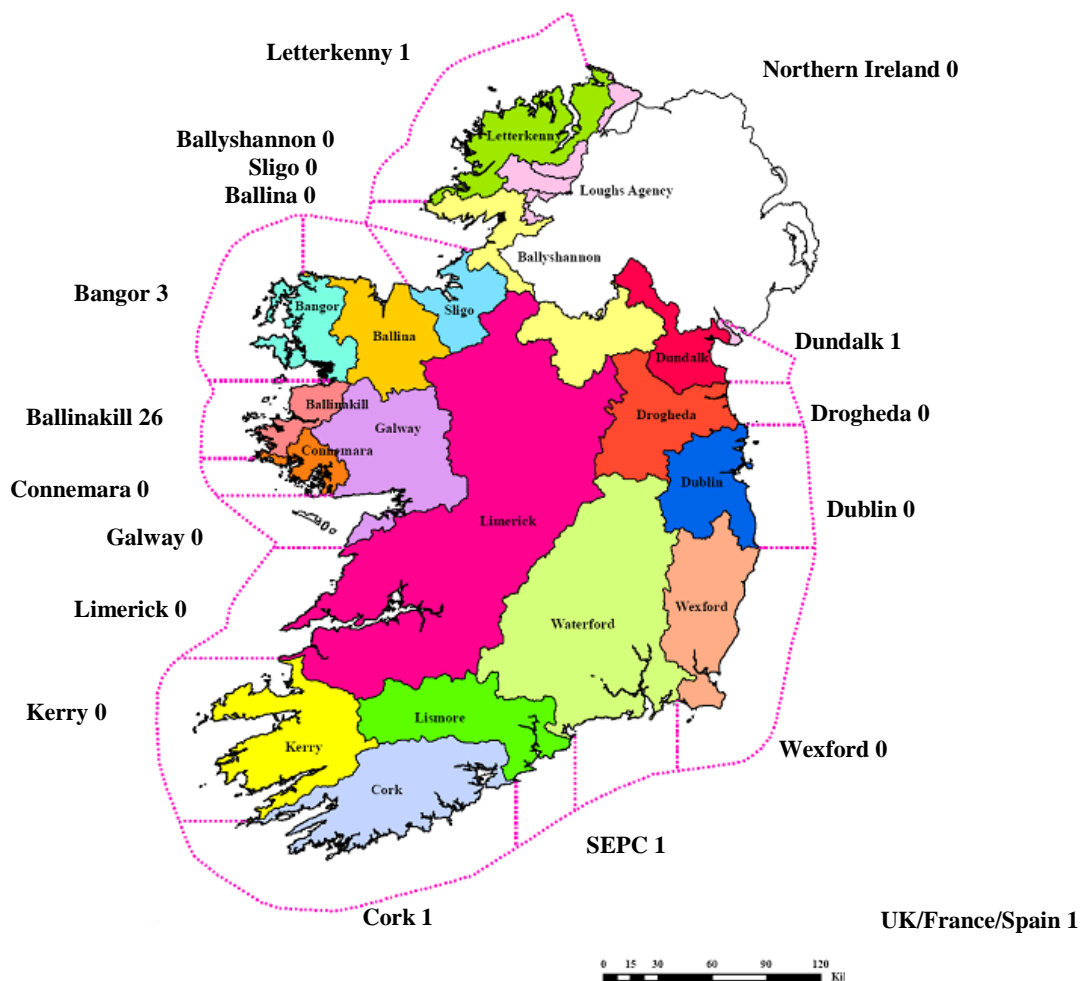 Letterkenny 1
Northern Ireland 0
Letterkenny
Ballyshannon 0
Sligo 0
Ballina 0
Loughs Agency
Ballyshannon
Bangor 3
Bangor
Sligo
Ballina
Dundalk 1
Dundalk
Ballinakill 26
Ballinakill
Drogheda 0
Drogheda
Galway
Connemara
Connemara 0
Dublin
Dublin 0
Galway 0
Limerick
Limerick 0
Wexford
Waterford
Kerry 0
Lismore
Kerry
Wexford 0
Cork
SEPC 1
Cork 1
UK/France/Spain 1
0 15 30 60 90 120
Kil